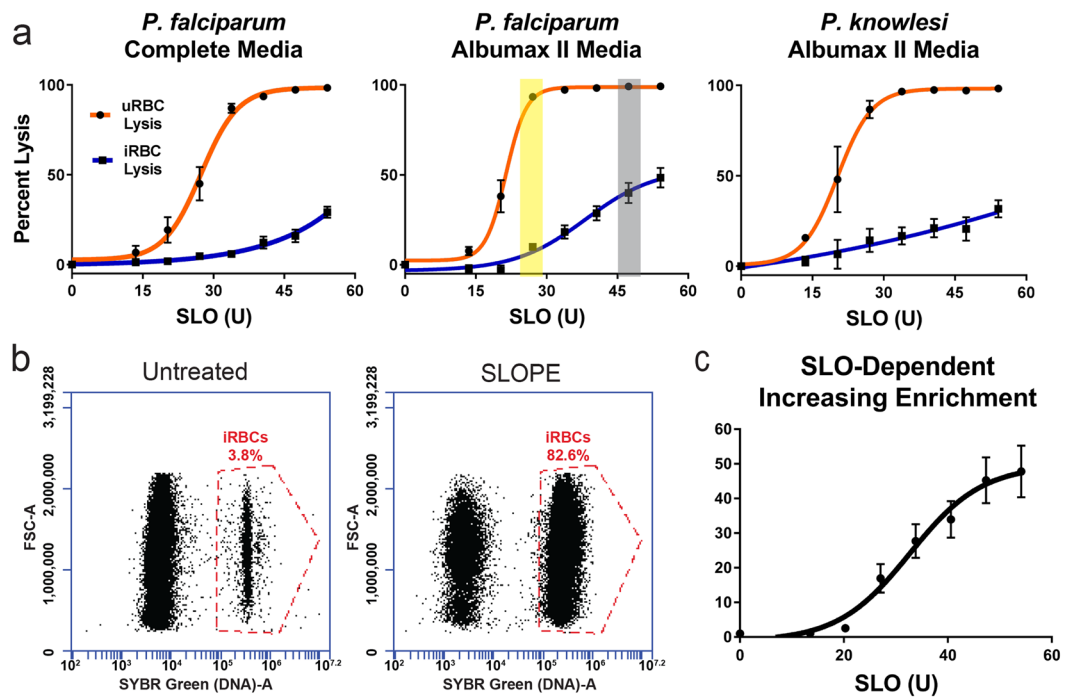 a
P. falciparum
Complete Media
P. falciparum
Albumax II Media
P. knowlesi
Albumax II Media
Percent Lysis
100
50
0
uRBC
Lysis
iRBC
Lysis
0 15 30 45 60
SLO (U)
100
50
0
0 15 30 45 60
SLO (U)
100
50
0
0 15 30 45 60
SLO (U)
b
Untreated
FSC-A
3,199,228
2,000,000
1,000,000
0
iRBCs
3.8%
10² 10³ 10⁴ 10⁵ 10⁶ 10⁷·²
SYBR Green (DNA)-A
SLOPE
FSC-A
3,199,228
2,000,000
1,000,000
0
iRBCs
82.6%
10² 10³ 10⁴ 10⁵ 10⁶ 10⁷·²
SYBR Green (DNA)-A
c
SLO-Dependent
Increasing Enrichment
60
50
40
30
20
10
0
0 20 40 60
SLO (U)